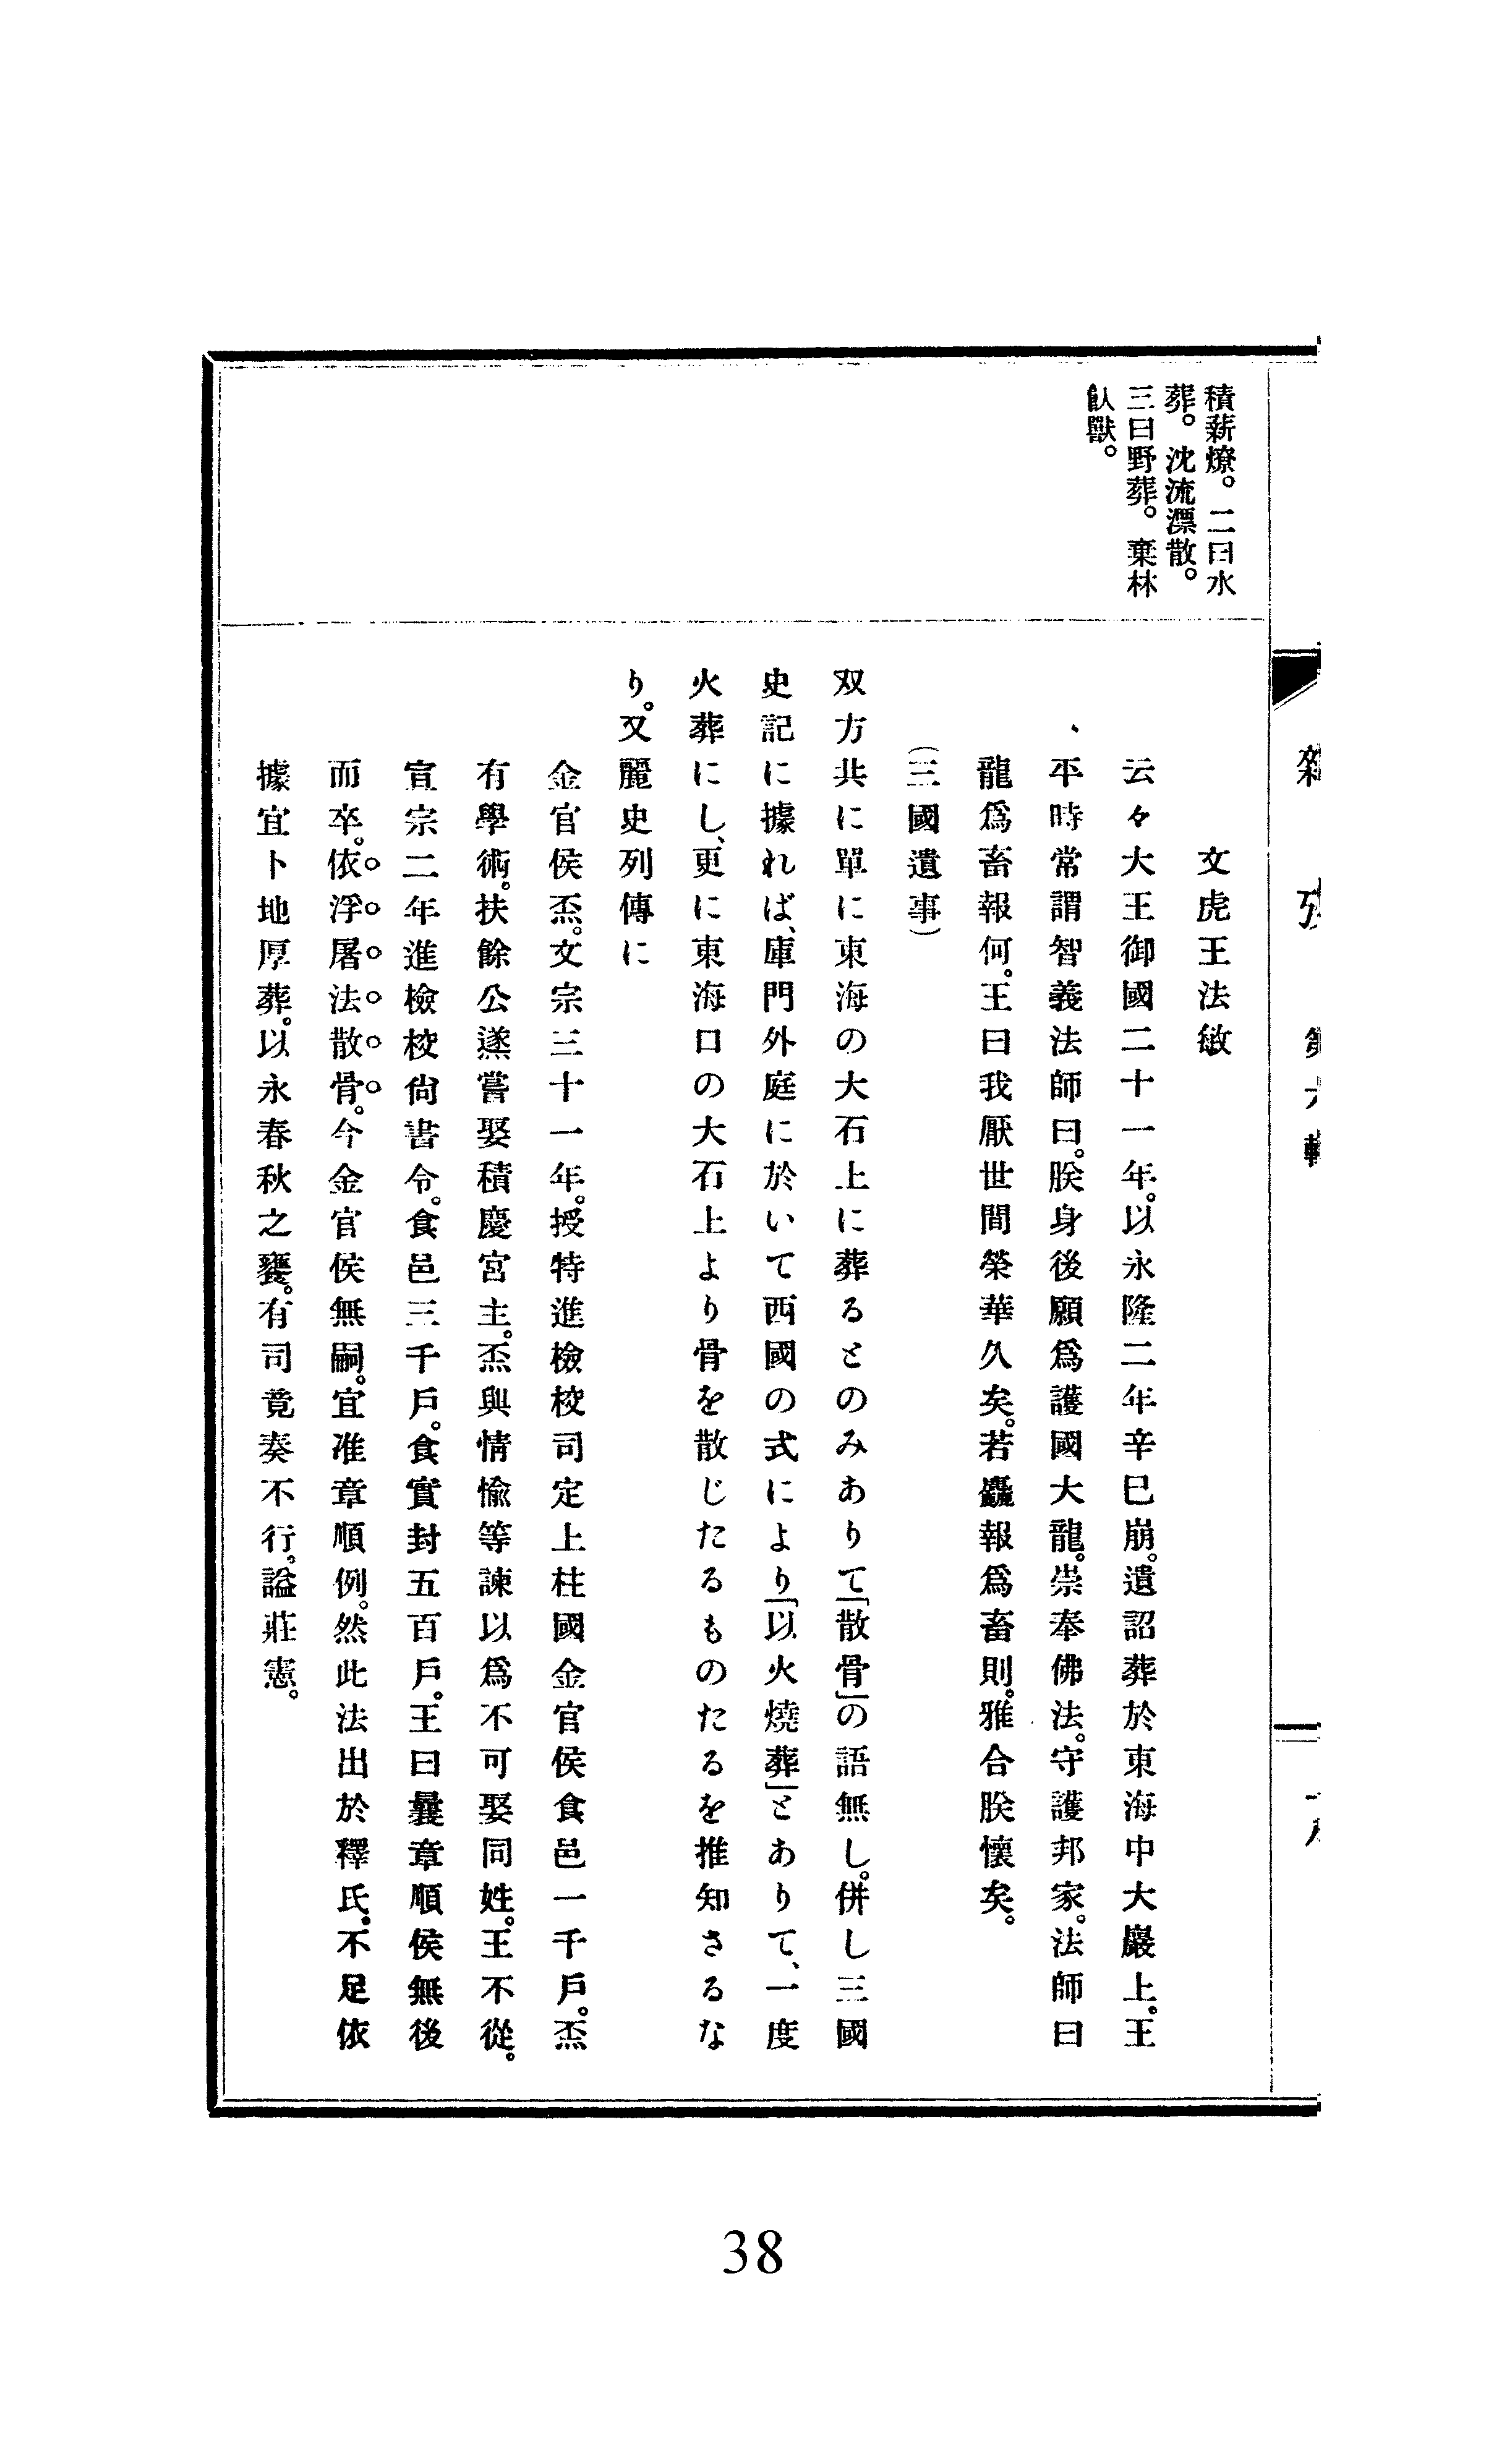 積薪燎。二曰水
葬。沈流漂散。
三曰野葬。棄林
飤獸。
文虎王法敏
云々大王御國二十一年。以永隆二年辛巳崩。遺詔葬於東海中大巖上。王
平時常謂智義法師曰。朕身後願爲護國大龍。崇奉佛法。守護邦家。法師曰
龍爲畜報何。王曰我厭世間榮華久矣。若麤報爲畜則。雅合朕懷矣。
(三國遺事)
双方共に單に東海の大石上に葬るとのみありて「散骨」の語無し。併し三國
史記に據れば、庫門外庭に於いて西國の式により「以火燒葬」とありて、一度
火葬にし、更に東海口の大石上より骨を散じたるものたるを推知さるな
り。又麗史列傳に
金官侯㔻。文宗三十一年。授特進檢校司定上柱國金官侯食邑一千戶。㔻
有學術。扶餘公㸂嘗娶積慶宮主。㔻與情愉等諫以爲不可娶同姓。王不從。
宣宗二年進檢校尙書令。食邑三千戶。食實封五百戶。王曰曩章順侯無後
而卒。依浮屠法散骨。今金官侯無嗣。宜准章順例。然此法出於釋氏。不足依
據宜卜地厚葬。以永春秋之饔。有司竟奏不行。謚莊憲。
38